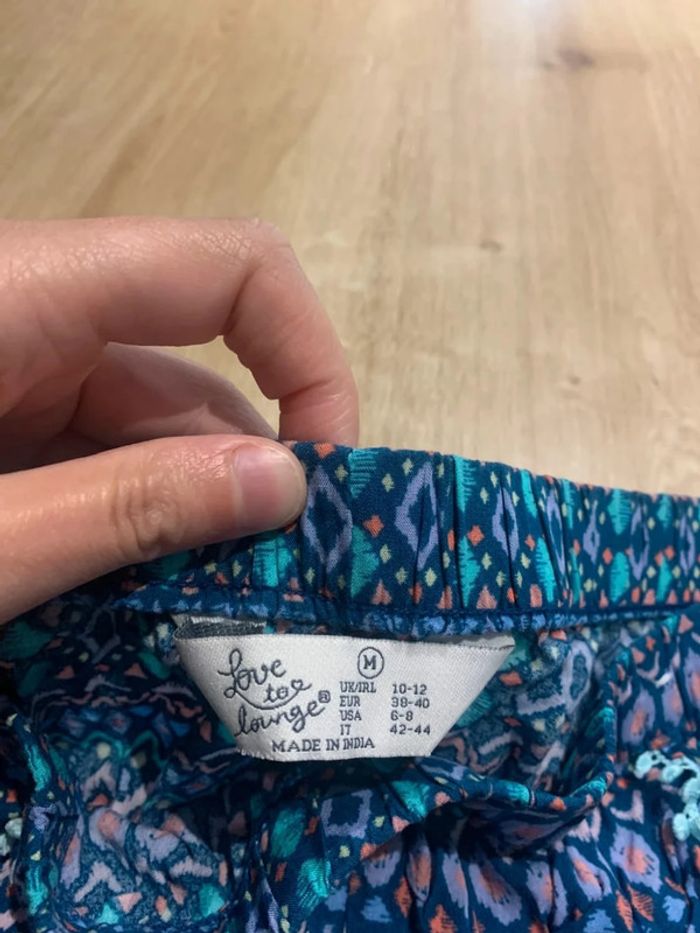 Love
to
lounge®
M
UK/IRL 10-12
EUR 38-40
USA 6-8
IT 42-44
MADE IN INDIA